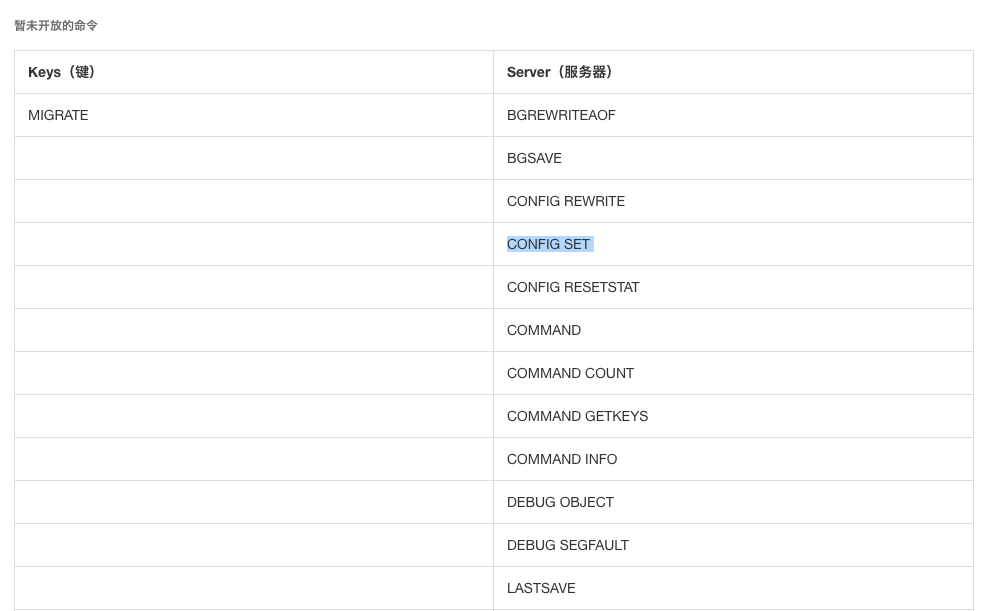 暂未开放的命令
Keys（键） Server（服务器）
MIGRATE BGREWRITEAOF
BGSAVE
CONFIG REWRITE
CONFIG SET
CONFIG RESETSTAT
COMMAND
COMMAND COUNT
COMMAND GETKEYS
COMMAND INFO
DEBUG OBJECT
DEBUG SEGFAULT
LASTSAVE